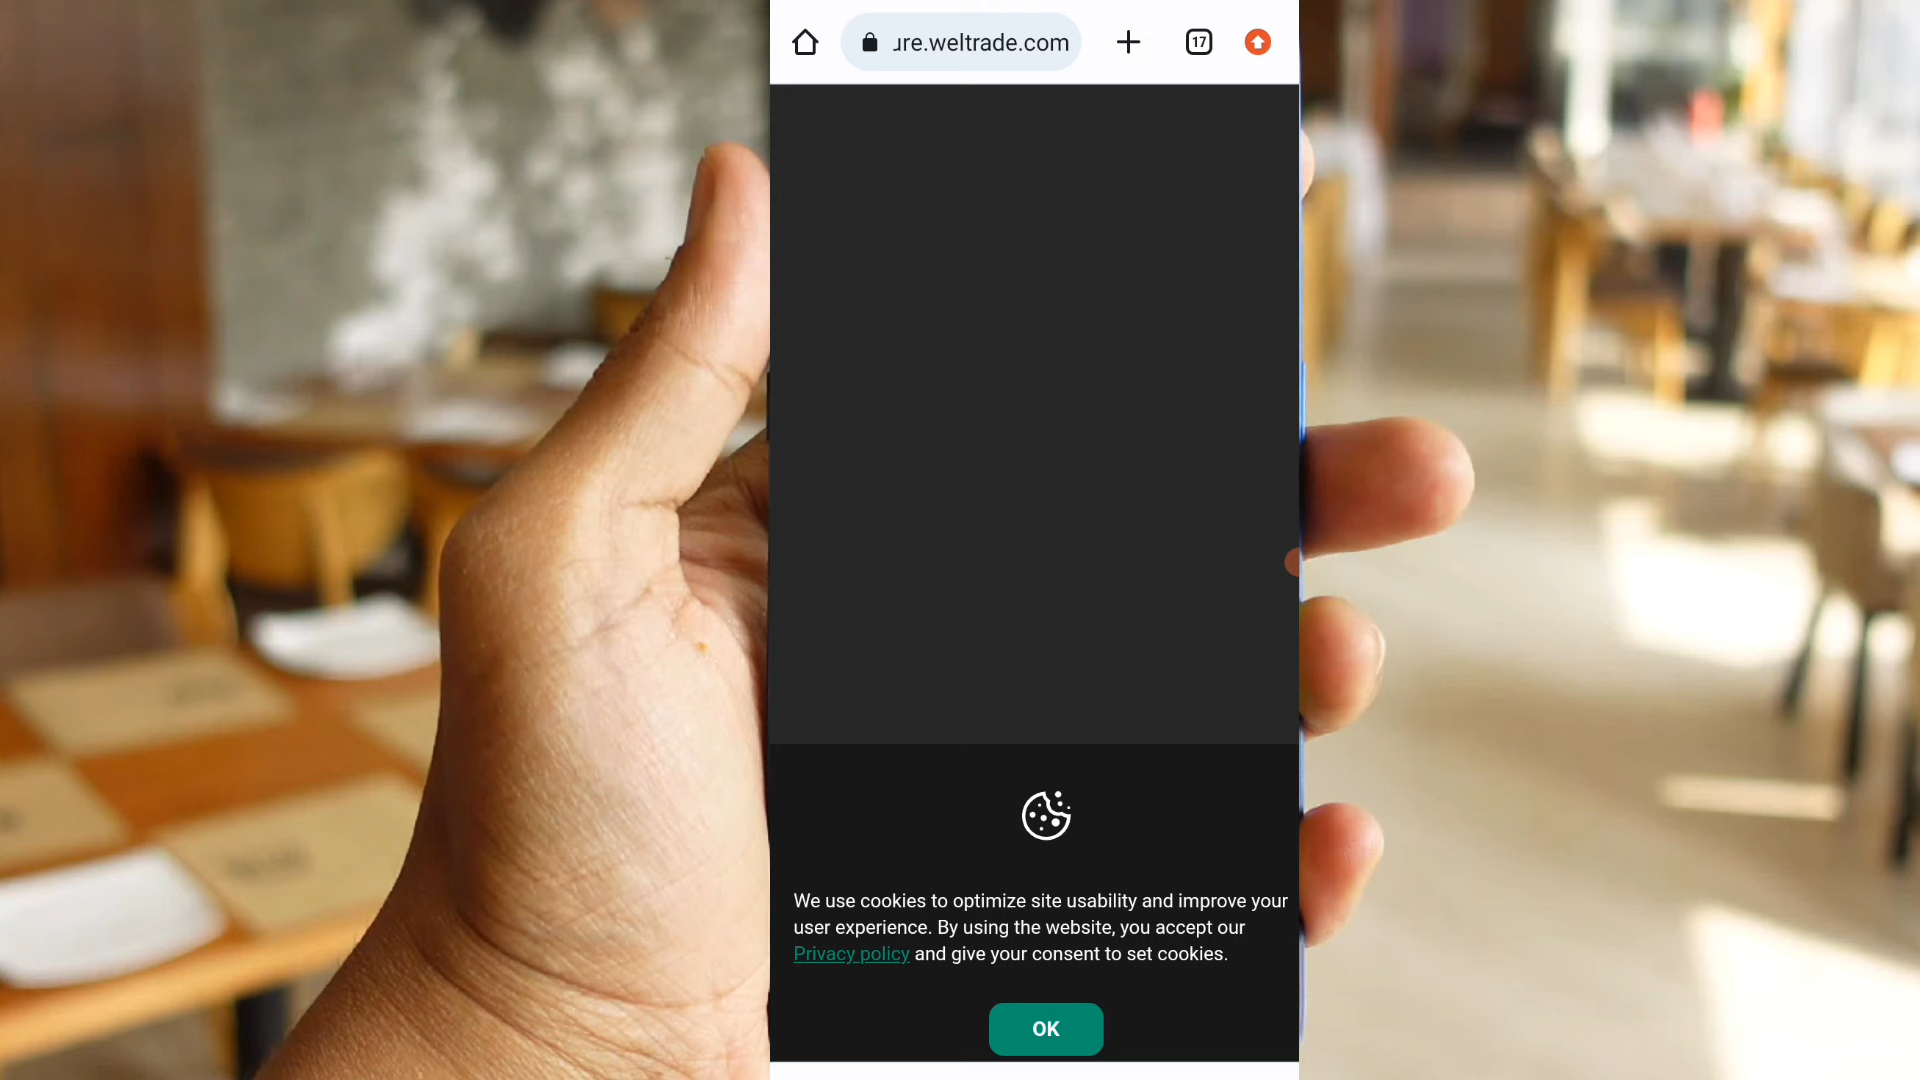 ure.weltrade.com
17
We use cookies to optimize site usability and improve your
user experience. By using the website, you accept our
Privacy policy and give your consent to set cookies.
OK